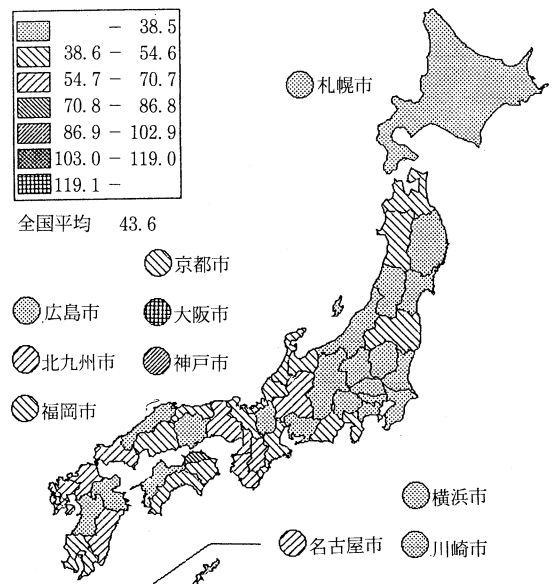 - 38.5
38.6 - 54.6
54.7 - 70.7
70.8 - 86.8
86.9 - 102.9
103.0 - 119.0
119.1 -
全国平均 43.6
札幌市
京都市
広島市
大阪市
北九州市
神戸市
福岡市
横浜市
名古屋市
川崎市